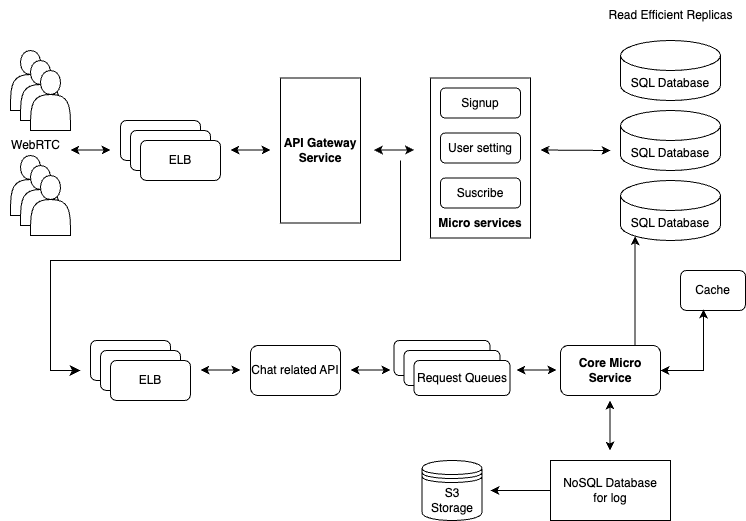 Read Efficient Replicas
SQL Database
SQL Database
SQL Database
WebRTC
ELB
API Gateway
Service
Signup
User setting
Suscribe
Micro services
Cache
ELB
Chat related API
Request Queues
Core Micro
Service
S3
Storage
NoSQL Database
for log